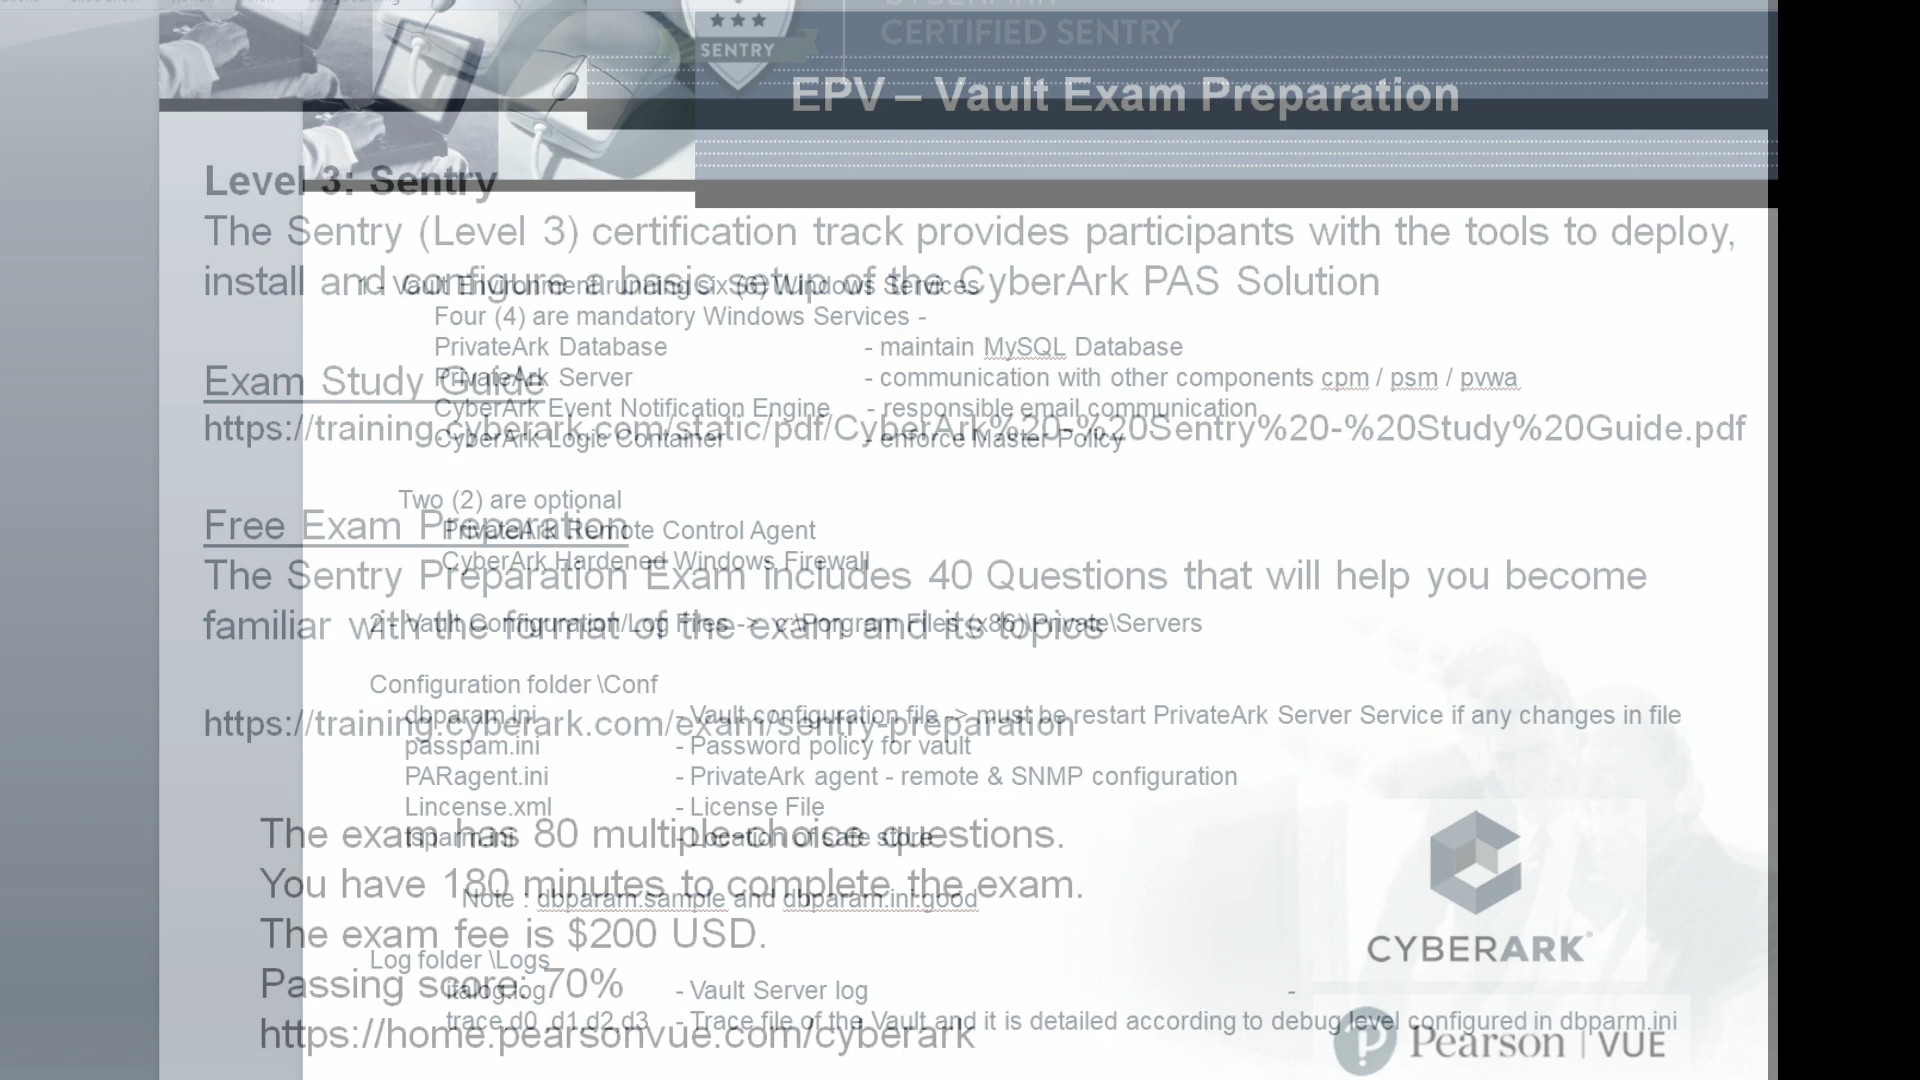 CERTIFIED SENTRY
SENTRY
EPV – Vault Exam Preparation
Level 3: Sentry
The Sentry (Level 3) certification track provides participants with the tools to deploy,
install and configure a basic setup of the CyberArk PAS Solution
Exam Study Guide
https://training.cyberark.com/static/pdf/CyberArk%20-%20Sentry%20-%20Study%20Guide.pdf
Free Exam Preparation
The Sentry Preparation Exam includes 40 Questions that will help you become
familiar with the format of the exam and its topics
https://training.cyberark.com/exam/sentry-preparation
The exam has 80 multiple-choice questions.
You have 180 minutes to complete the exam.
The exam fee is $200 USD.
Passing score: 70%
https://home.pearsonvue.com/cyberark
Vault Environment running six (6) Windows Services
Four (4) are mandatory Windows Services -
PrivateArk Database - maintain MySQL Database
PrivateArk Server - communication with other components cpm / psm / pvwa
CyberArk Event Notification Engine - responsible email communication
CyberArk Logic Container - enforce Master Policy
Two (2) are optional
PrivateArk Remote Control Agent
CyberArk Hardened Windows Firewall
2 - Vault Configuration/Log Files -> c:\Porgram Files (x86)\Private\Servers
Configuration folder \Conf
dbparam.ini - Vault configuration file -> must be restart PrivateArk Server Service if any changes in file
passpam.ini - Password policy for vault
PARagent.ini - PrivateArk agent - remote & SNMP configuration
Lincense.xml - License File
tsparm.ini - Location of safe store
Note : dbparam.sample and dbparam.ini.good
Log folder \Logs
italog.log - Vault Server log -
trace.d0 ,d1,d2,d3 - Trace file of the Vault and it is detailed according to debug level configured in dbparm.ini
CYBERARK
Pearson | VUE